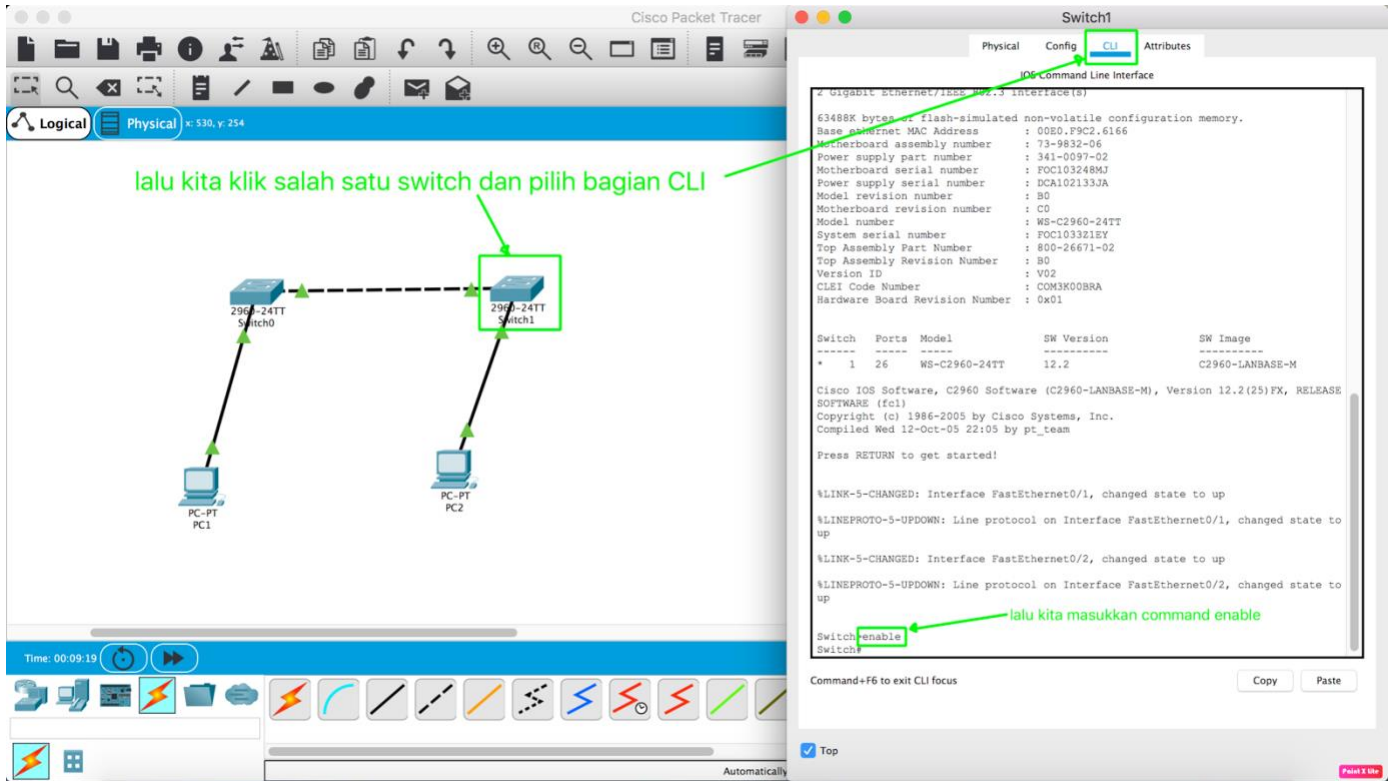 Cisco Packet Tracer
Logical
Physical
x: 530, y: 254
lalu kita klik salah satu switch dan pilih bagian CLI
2960-24TT
Switch0
2960-24TT
Switch1
PC-PT
PC1
PC-PT
PC2
Time: 00:09:19
Automatically
Switch1
Physical Config CLI Attributes
IOS Command Line Interface
2 Gigabit Ethernet/IEEE 802.3 interface(s)
63488K bytes of flash-simulated non-volatile configuration memory.
Base ethernet MAC Address : 00E0.F9C2.6166
Motherboard assembly number : 73-9832-06
Power supply part number : 341-0097-02
Motherboard serial number : FOC103248MJ
Power supply serial number : DCA102133JA
Model revision number : B0
Motherboard revision number : C0
Model number : WS-C2960-24TT
System serial number : FOC1033Z1EY
Top Assembly Part Number : 800-26671-02
Top Assembly Revision Number : B0
Version ID : V02
CLEI Code Number : COM3K00BRA
Hardware Board Revision Number : 0x01
Switch Ports Model SW Version SW Image
------ ----- ----- ---------- ----------
* 1 26 WS-C2960-24TT 12.2 C2960-LANBASE-M
Cisco IOS Software, C2960 Software (C2960-LANBASE-M), Version 12.2(25)FX, RELEASE
SOFTWARE (fc1)
Copyright (c) 1986-2005 by Cisco Systems, Inc.
Compiled Wed 12-Oct-05 22:05 by pt_team
Press RETURN to get started!
%LINK-5-CHANGED: Interface FastEthernet0/1, changed state to up
%LINEPROTO-5-UPDOWN: Line protocol on Interface FastEthernet0/1, changed state to
up
%LINK-5-CHANGED: Interface FastEthernet0/2, changed state to up
%LINEPROTO-5-UPDOWN: Line protocol on Interface FastEthernet0/2, changed state to
up
lalu kita masukkan command enable
Switch>enable
Switch#
Command+F6 to exit CLI focus
Copy
Paste
Top
Point X Lite